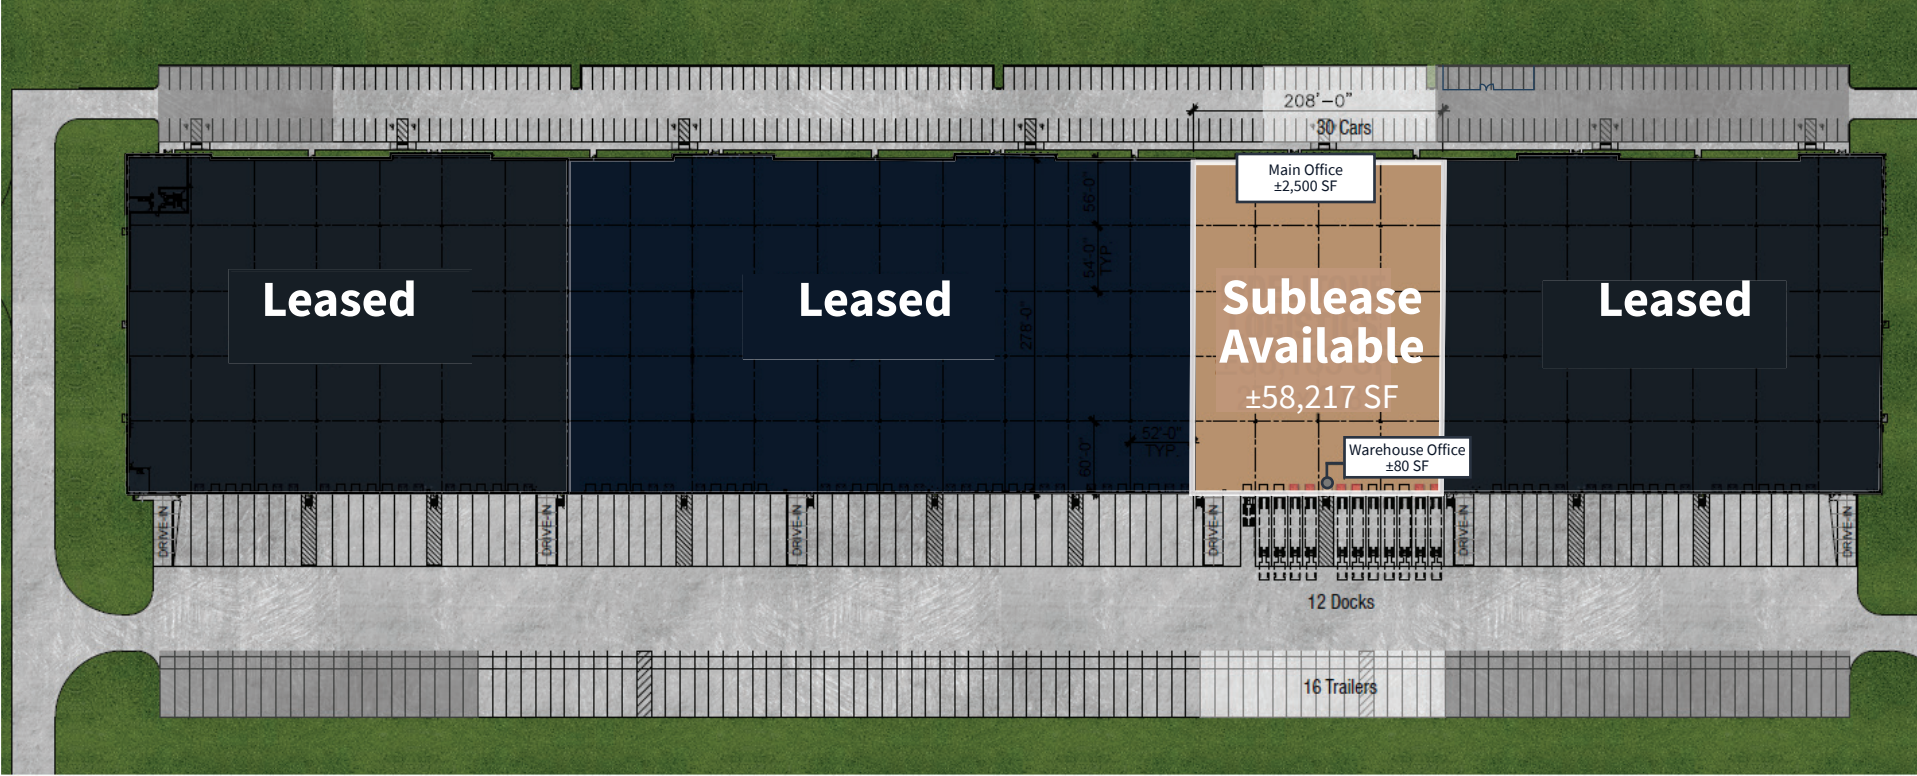 208'-0"
30 Cars
Main Office
±2,500 SF
56'-0"
54'-0"
TYP.
278'-0"
Leased
Leased
Sublease
Available
±58,217 SF
Leased
52'-0"
TYP.
60'-0"
Warehouse Office
±80 SF
DRIVE-IN
DRIVE-IN
DRIVE-IN
DRIVE-IN
DRIVE-IN
DRIVE-IN
12 Docks
16 Trailers